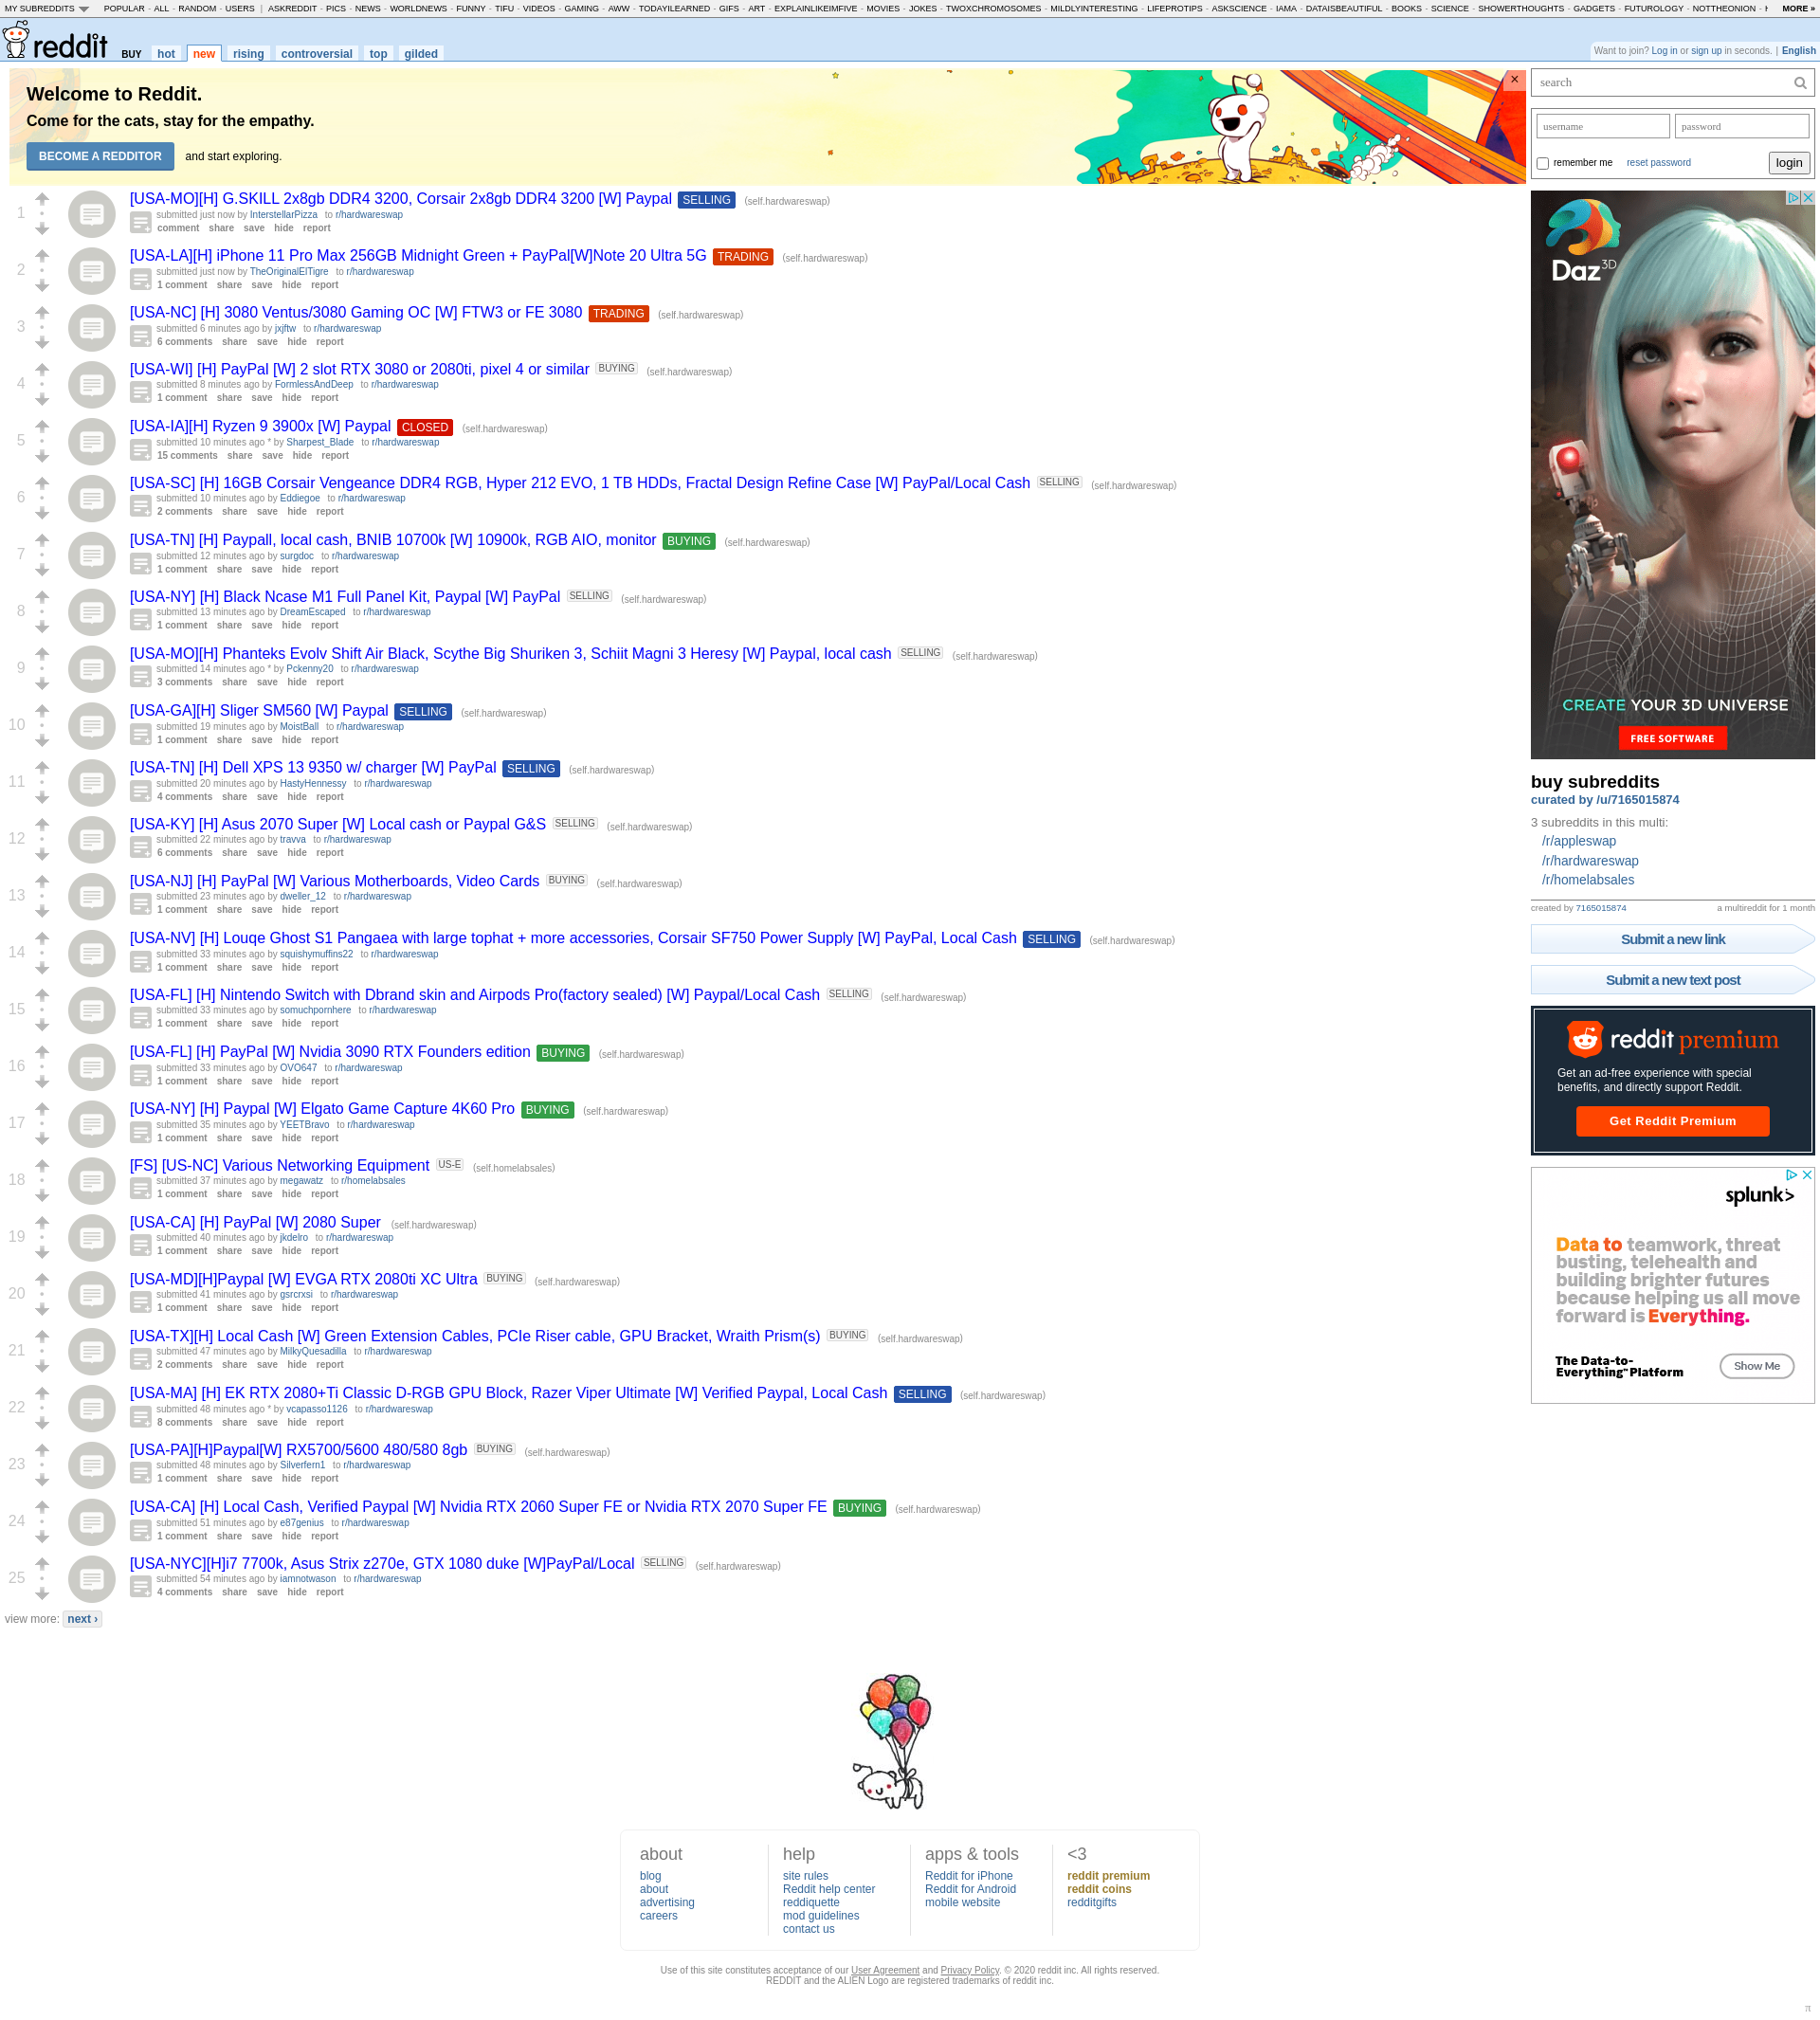 MY SUBREDDITS POPULAR - ALL - RANDOM - USERS | ASKREDDIT - PICS - NEWS - WORLDNEWS - FUNNY - TIFU - VIDEOS - GAMING - AWW - TODAYILEARNED - GIFS - ART - EXPLAINLIKEIMFIVE - MOVIES - JOKES - TWOXCHROMOSOMES - MILDLYINTERESTING - LIFEPROTIPS - ASKSCIENCE - IAMA - DATAISBEAUTIFUL - BOOKS - SCIENCE - SHOWERTHOUGHTS - GADGETS - FUTUROLOGY - NOTTHEONION - MORE »
reddit BUY hot new rising controversial top gilded
Want to join? Log in or sign up in seconds. | English
Welcome to Reddit.
Come for the cats, stay for the empathy.
BECOME A REDDITOR and start exploring.
×
1
[USA-MO][H] G.SKILL 2x8gb DDR4 3200, Corsair 2x8gb DDR4 3200 [W] Paypal SELLING (self.hardwareswap)
submitted just now by InterstellarPizza to r/hardwareswap
comment share save hide report
2
[USA-LA][H] iPhone 11 Pro Max 256GB Midnight Green + PayPal[W]Note 20 Ultra 5G TRADING (self.hardwareswap)
submitted just now by TheOriginalElTigre to r/hardwareswap
1 comment share save hide report
3
[USA-NC] [H] 3080 Ventus/3080 Gaming OC [W] FTW3 or FE 3080 TRADING (self.hardwareswap)
submitted 6 minutes ago by jxjftw to r/hardwareswap
6 comments share save hide report
4
[USA-WI] [H] PayPal [W] 2 slot RTX 3080 or 2080ti, pixel 4 or similar BUYING (self.hardwareswap)
submitted 8 minutes ago by FormlessAndDeep to r/hardwareswap
1 comment share save hide report
5
[USA-IA][H] Ryzen 9 3900x [W] Paypal CLOSED (self.hardwareswap)
submitted 10 minutes ago * by Sharpest_Blade to r/hardwareswap
15 comments share save hide report
6
[USA-SC] [H] 16GB Corsair Vengeance DDR4 RGB, Hyper 212 EVO, 1 TB HDDs, Fractal Design Refine Case [W] PayPal/Local Cash SELLING (self.hardwareswap)
submitted 10 minutes ago by Eddiegoe to r/hardwareswap
2 comments share save hide report
7
[USA-TN] [H] Paypall, local cash, BNIB 10700k [W] 10900k, RGB AIO, monitor BUYING (self.hardwareswap)
submitted 12 minutes ago by surgdoc to r/hardwareswap
1 comment share save hide report
8
[USA-NY] [H] Black Ncase M1 Full Panel Kit, Paypal [W] PayPal SELLING (self.hardwareswap)
submitted 13 minutes ago by DreamEscaped to r/hardwareswap
1 comment share save hide report
9
[USA-MO][H] Phanteks Evolv Shift Air Black, Scythe Big Shuriken 3, Schiit Magni 3 Heresy [W] Paypal, local cash SELLING (self.hardwareswap)
submitted 14 minutes ago * by Pckenny20 to r/hardwareswap
3 comments share save hide report
10
[USA-GA][H] Sliger SM560 [W] Paypal SELLING (self.hardwareswap)
submitted 19 minutes ago by MoistBall to r/hardwareswap
1 comment share save hide report
11
[USA-TN] [H] Dell XPS 13 9350 w/ charger [W] PayPal SELLING (self.hardwareswap)
submitted 20 minutes ago by HastyHennessy to r/hardwareswap
4 comments share save hide report
12
[USA-KY] [H] Asus 2070 Super [W] Local cash or Paypal G&S SELLING (self.hardwareswap)
submitted 22 minutes ago by travva to r/hardwareswap
6 comments share save hide report
13
[USA-NJ] [H] PayPal [W] Various Motherboards, Video Cards BUYING (self.hardwareswap)
submitted 23 minutes ago by dweller_12 to r/hardwareswap
1 comment share save hide report
14
[USA-NV] [H] Louqe Ghost S1 Pangaea with large tophat + more accessories, Corsair SF750 Power Supply [W] PayPal, Local Cash SELLING (self.hardwareswap)
submitted 33 minutes ago by squishymuffins22 to r/hardwareswap
1 comment share save hide report
15
[USA-FL] [H] Nintendo Switch with Dbrand skin and Airpods Pro(factory sealed) [W] Paypal/Local Cash SELLING (self.hardwareswap)
submitted 33 minutes ago by somuchpornhere to r/hardwareswap
1 comment share save hide report
16
[USA-FL] [H] PayPal [W] Nvidia 3090 RTX Founders edition BUYING (self.hardwareswap)
submitted 33 minutes ago by OVO647 to r/hardwareswap
1 comment share save hide report
17
[USA-NY] [H] Paypal [W] Elgato Game Capture 4K60 Pro BUYING (self.hardwareswap)
submitted 35 minutes ago by YEETBravo to r/hardwareswap
1 comment share save hide report
18
[FS] [US-NC] Various Networking Equipment US-E (self.homelabsales)
submitted 37 minutes ago by megawatz to r/homelabsales
1 comment share save hide report
19
[USA-CA] [H] PayPal [W] 2080 Super (self.hardwareswap)
submitted 40 minutes ago by jkdelro to r/hardwareswap
1 comment share save hide report
20
[USA-MD][H]Paypal [W] EVGA RTX 2080ti XC Ultra BUYING (self.hardwareswap)
submitted 41 minutes ago by gsrcrxsi to r/hardwareswap
1 comment share save hide report
21
[USA-TX][H] Local Cash [W] Green Extension Cables, PCIe Riser cable, GPU Bracket, Wraith Prism(s) BUYING (self.hardwareswap)
submitted 47 minutes ago by MilkyQuesadilla to r/hardwareswap
2 comments share save hide report
22
[USA-MA] [H] EK RTX 2080+Ti Classic D-RGB GPU Block, Razer Viper Ultimate [W] Verified Paypal, Local Cash SELLING (self.hardwareswap)
submitted 48 minutes ago * by vcapasso1126 to r/hardwareswap
8 comments share save hide report
23
[USA-PA][H]Paypal[W] RX5700/5600 480/580 8gb BUYING (self.hardwareswap)
submitted 48 minutes ago by Silverfern1 to r/hardwareswap
1 comment share save hide report
24
[USA-CA] [H] Local Cash, Verified Paypal [W] Nvidia RTX 2060 Super FE or Nvidia RTX 2070 Super FE BUYING (self.hardwareswap)
submitted 51 minutes ago by e87genius to r/hardwareswap
1 comment share save hide report
25
[USA-NYC][H]i7 7700k, Asus Strix z270e, GTX 1080 duke [W]PayPal/Local SELLING (self.hardwareswap)
submitted 54 minutes ago by iamnotwason to r/hardwareswap
4 comments share save hide report
view more: next ›
search
username password
remember me reset password login
Daz 3D
CREATE YOUR 3D UNIVERSE
FREE SOFTWARE
buy subreddits
curated by /u/7165015874
3 subreddits in this multi:
/r/appleswap
/r/hardwareswap
/r/homelabsales
created by 7165015874 a multireddit for 1 month
Submit a new link
Submit a new text post
reddit premium
Get an ad-free experience with special
benefits, and directly support Reddit.
Get Reddit Premium
splunk>
Data to teamwork, threat
busting, telehealth and
building brighter futures
because helping us all move
forward is Everything.
The Data-to-
Everything™ Platform
Show Me
about
blog
about
advertising
careers
help
site rules
Reddit help center
reddiquette
mod guidelines
contact us
apps & tools
Reddit for iPhone
Reddit for Android
mobile website
<3
reddit premium
reddit coins
redditgifts
Use of this site constitutes acceptance of our User Agreement and Privacy Policy. © 2020 reddit inc. All rights reserved.
REDDIT and the ALIEN Logo are registered trademarks of reddit inc.
π